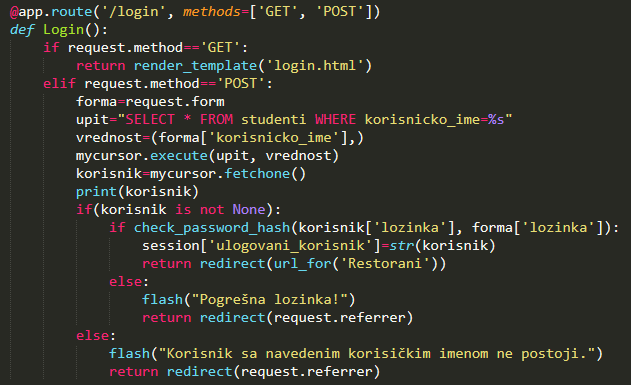 @app.route('/login', methods=['GET', 'POST'])
def Login():
    if request.method=='GET':
        return render_template('login.html')
    elif request.method=='POST':
        forma=request.form
        upit="SELECT * FROM studenti WHERE korisnicko_ime=%s"
        vrednost=(forma['korisnicko_ime'],)
        mycursor.execute(upit, vrednost)
        korisnik=mycursor.fetchone()
        print(korisnik)
        if(korisnik is not None):
            if check_password_hash(korisnik['lozinka'], forma['lozinka']):
                session['ulogovani_korisnik']=str(korisnik)
                return redirect(url_for('Restorani'))
            else:
                flash("Pogrešna lozinka!")
                return redirect(request.referrer)
        else:
            flash("Korisnik sa navedenim korisičkim imenom ne postoji.")
            return redirect(request.referrer)